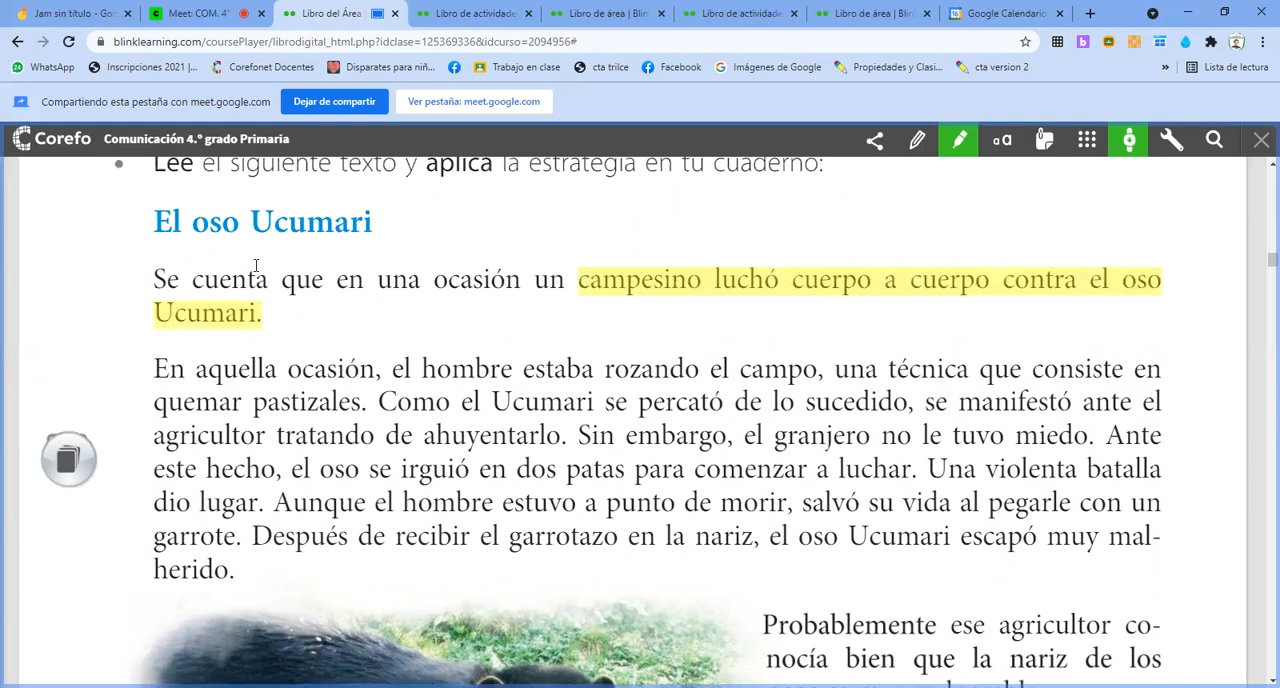 Jam sin título - Goo
Meet: COM. 4°
Libro del Área
Libro de actividade
Libro de área | Blin
Libro de actividade
Libro de área | Blin
Google Calendario
blinklearning.com/coursePlayer/librodigital_html.php?idclase=125369336&idcurso=2094956#
WhatsApp
Inscripciones 2021 |...
Corefonet Docentes
Disparates para niñ...
Trabajo en clase
cta trilce
Facebook
Imágenes de Google
Propiedades y Clasi...
cta version 2
»
Lista de lectura
Compartiendo esta pestaña con meet.google.com
Dejar de compartir
Ver pestaña: meet.google.com
Corefo
Comunicación 4.º grado Primaria
• Lee el siguiente texto y aplica la estrategia en tu cuaderno:
El oso Ucumari
Se cuenta que en una ocasión un campesino luchó cuerpo a cuerpo contra el oso
Ucumari.
En aquella ocasión, el hombre estaba rozando el campo, una técnica que consiste en
quemar pastizales. Como el Ucumari se percató de lo sucedido, se manifestó ante el
agricultor tratando de ahuyentarlo. Sin embargo, el granjero no le tuvo miedo. Ante
este hecho, el oso se irguió en dos patas para comenzar a luchar. Una violenta batalla
dio lugar. Aunque el hombre estuvo a punto de morir, salvó su vida al pegarle con un
garrote. Después de recibir el garrotazo en la nariz, el oso Ucumari escapó muy mal-
herido.
Probablemente ese agricultor co-
nocía bien que la nariz de los